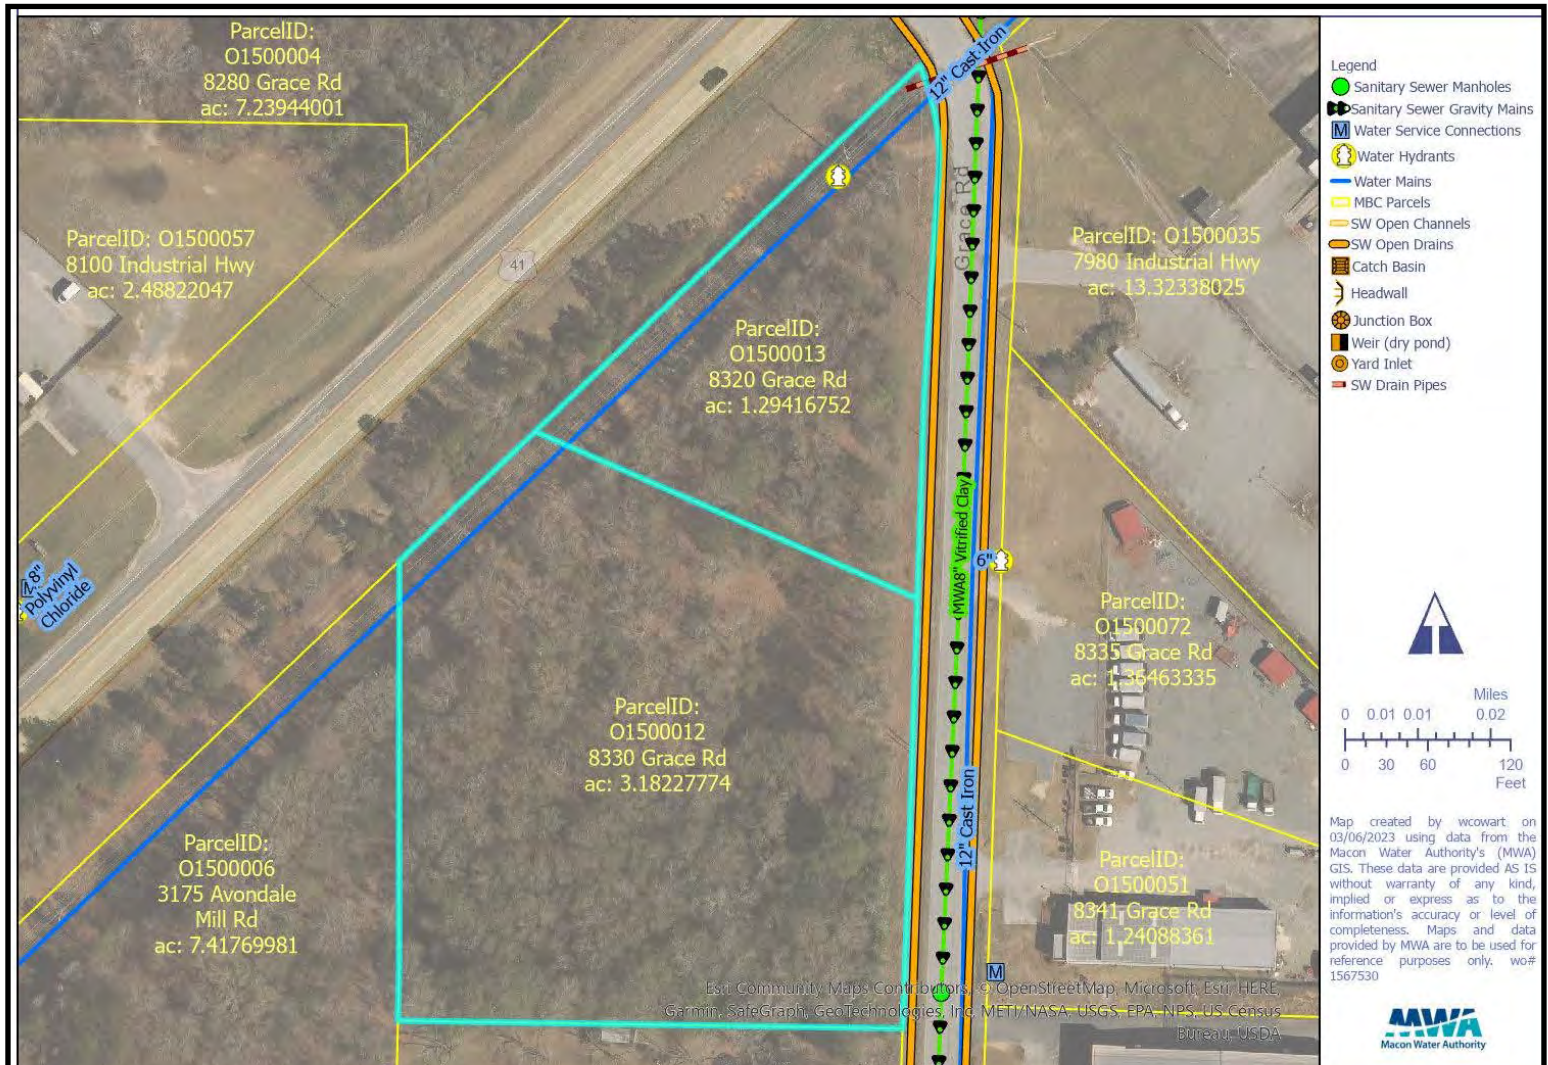 ParcelID:
O1500004
8280 Grace Rd
ac: 7.23944001
12" Cast Iron
Grace Rd
ParcelID: O1500057
8100 Industrial Hwy
ac: 2.48822047
41
ParcelID: O1500035
7980 Industrial Hwy
ac: 13.32338025
ParcelID:
O1500013
8320 Grace Rd
ac: 1.29416752
MWA8" Vitrified Clay
6"
8"
Polyvinyl
Chloride
ParcelID:
O1500072
8335 Grace Rd
ac: 1.36463335
ParcelID:
O1500012
8330 Grace Rd
ac: 3.18227774
12" Cast Iron
ParcelID:
O1500006
3175 Avondale
Mill Rd
ac: 7.41769981
ParcelID:
O1500051
8341 Grace Rd
ac: 1.24088361
M
Esri Community Maps Contributors, © OpenStreetMap, Microsoft, Esri, HERE,
Garmin, SafeGraph, GeoTechnologies, Inc, METI/NASA, USGS, EPA, NPS, US Census
Bureau, USDA
Legend
Sanitary Sewer Manholes
Sanitary Sewer Gravity Mains
M Water Service Connections
Water Hydrants
Water Mains
MBC Parcels
SW Open Channels
SW Open Drains
Catch Basin
Headwall
Junction Box
Weir (dry pond)
Yard Inlet
SW Drain Pipes
Miles
0 0.01 0.01 0.02
0 30 60 120
Feet
Map created by wcowart on
03/06/2023 using data from the
Macon Water Authority's (MWA)
GIS. These data are provided AS IS
without warranty of any kind,
implied or express as to the
information's accuracy or level of
completeness. Maps and data
provided by MWA are to be used for
reference purposes only. wo#
1567530
MWA
Macon Water Authority